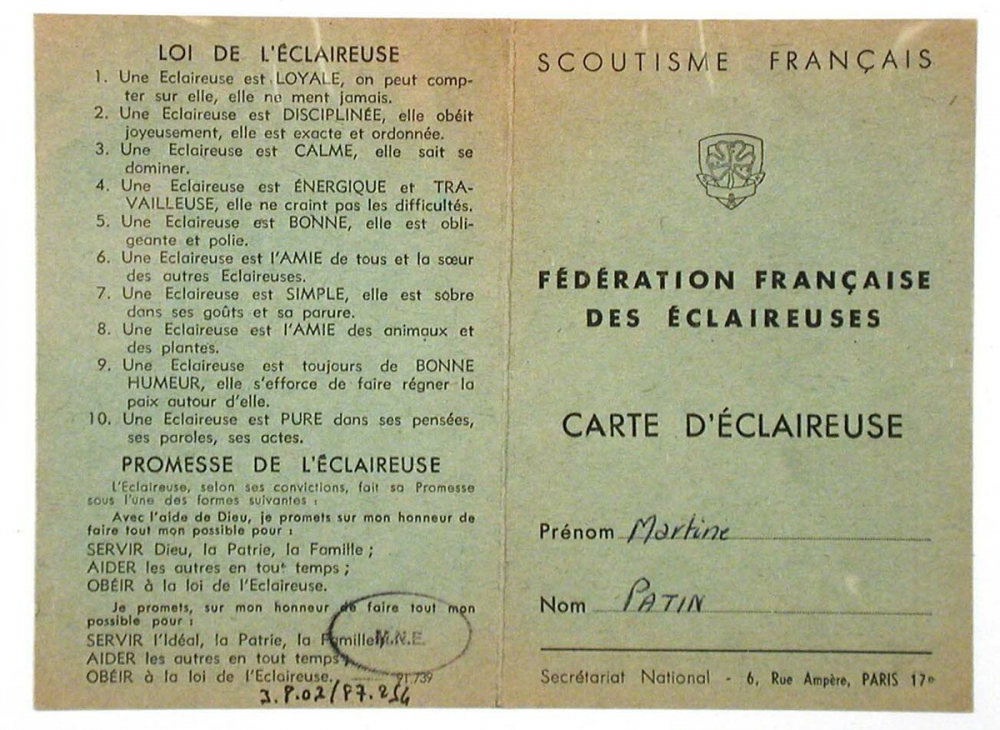 LOI DE L'ÉCLAIREUSE
1. Une Eclaireuse est LOYALE, on peut comp-
ter sur elle, elle ne ment jamais.
2. Une Eclaireuse est DISCIPLINÉE, elle obéit
joyeusement, elle est exacte et ordonnée.
3. Une Eclaireuse est CALME, elle sait se
dominer.
4. Une Eclaireuse est ÉNERGIQUE et TRA-
VAILLEUSE, elle ne craint pas les difficultés.
5. Une Eclaireuse est BONNE, elle est obli-
geante et polie.
6. Une Eclaireuse est l'AMIE de tous et la sœur
des autres Eclaireuses.
7. Une Eclaireuse est SIMPLE, elle est sobre
dans ses goûts et sa parure.
8. Une Eclaireuse est l'AMIE des animaux et
des plantes.
9. Une Eclaireuse est toujours de BONNE
HUMEUR, elle s'efforce de faire régner la
paix autour d'elle.
10. Une Eclaireuse est PURE dans ses pensées,
ses paroles, ses actes.
PROMESSE DE L'ÉCLAIREUSE
L'Eclaireuse, selon ses convictions, fait sa Promesse
sous l'une des formes suivantes :
Avec l'aide de Dieu, je promets sur mon honneur de
faire tout mon possible pour :
SERVIR Dieu, la Patrie, la Famille ;
AIDER les autres en tout temps ;
OBÉIR à la loi de l'Eclaireuse.
Je promets, sur mon honneur de faire tout mon
possible pour :
SERVIR l'Idéal, la Patrie, la Famille ;
M.N.E.
AIDER les autres en tout temps ;
OBÉIR à la loi de l'Eclaireuse.
91.739
3.P.02/87.254
SCOUTISME FRANÇAIS
FÉDÉRATION FRANÇAISE
DES ÉCLAIREUSES
CARTE D'ÉCLAIREUSE
Prénom Martine
Nom PATIN
Secrétariat National - 6, Rue Ampère, PARIS 17e